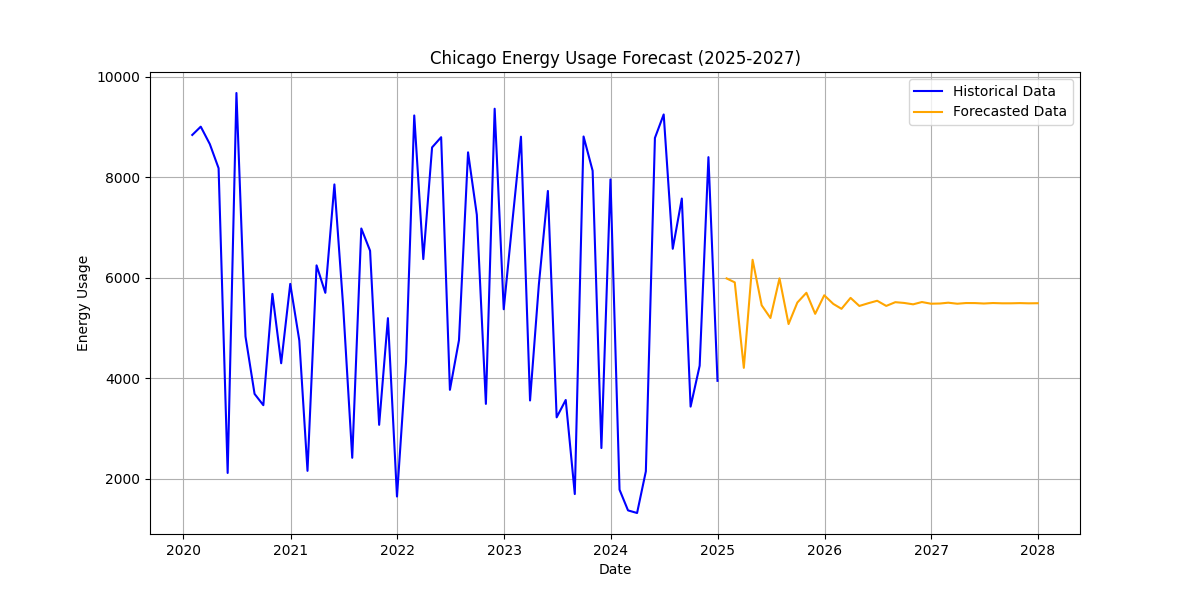 Chicago Energy Usage Forecast (2025-2027)
Historical Data
Forecasted Data
Energy Usage
10000
8000
6000
4000
2000
2020 2021 2022 2023 2024 2025 2026 2027 2028
Date